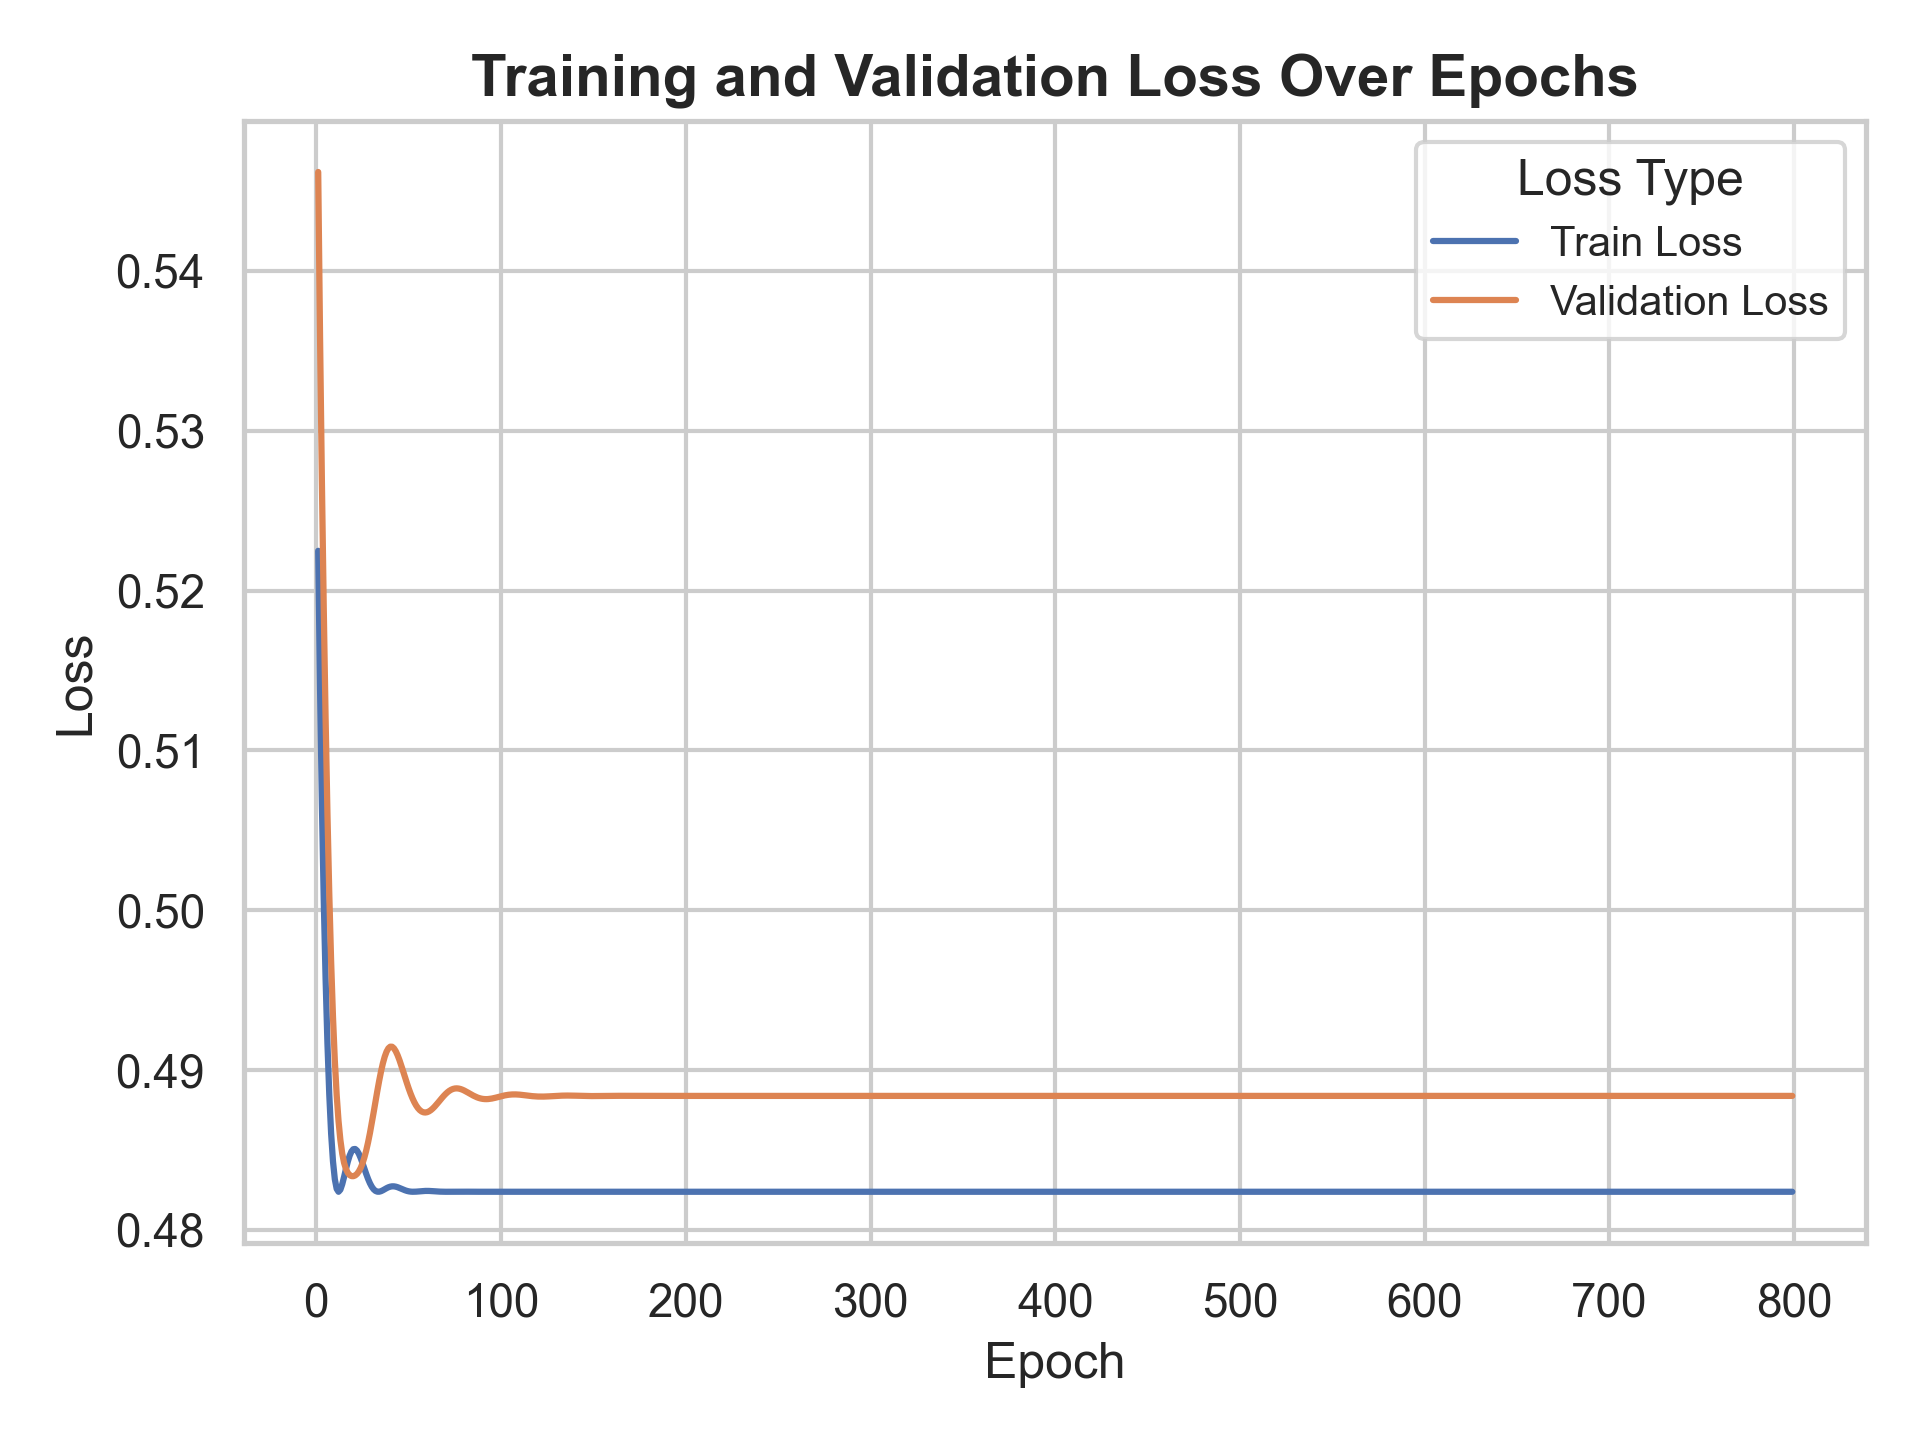 Training and Validation Loss Over Epochs
Loss Type
Train Loss
Validation Loss
Loss
0.54
0.53
0.52
0.51
0.50
0.49
0.48
0 100 200 300 400 500 600 700 800
Epoch